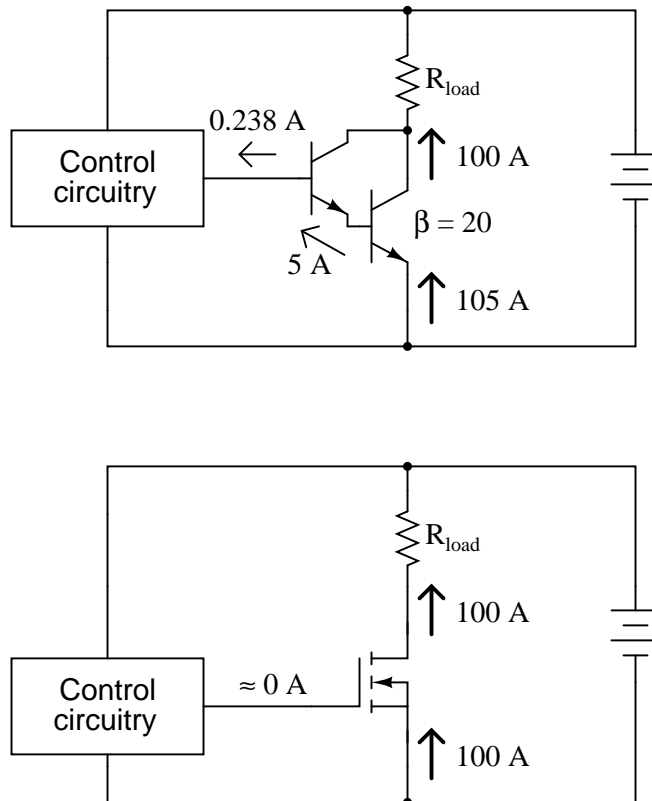 R_load
0.238 A
Control
circuitry
100 A
β = 20
5 A
105 A
R_load
100 A
Control
circuitry
≈ 0 A
100 A